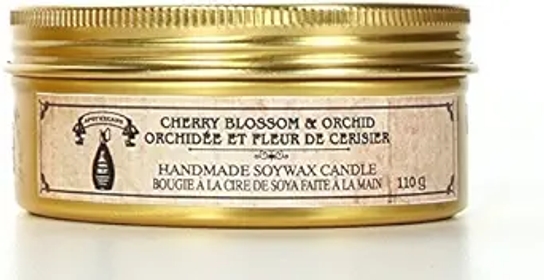 APOTHECAIRE
CHERRY BLOSSOM & ORCHID
ORCHIDÉE ET FLEUR DE CERISIER
HANDMADE SOYWAX CANDLE
BOUGIE À LA CIRE DE SOYA FAITE À LA MAIN 110 g